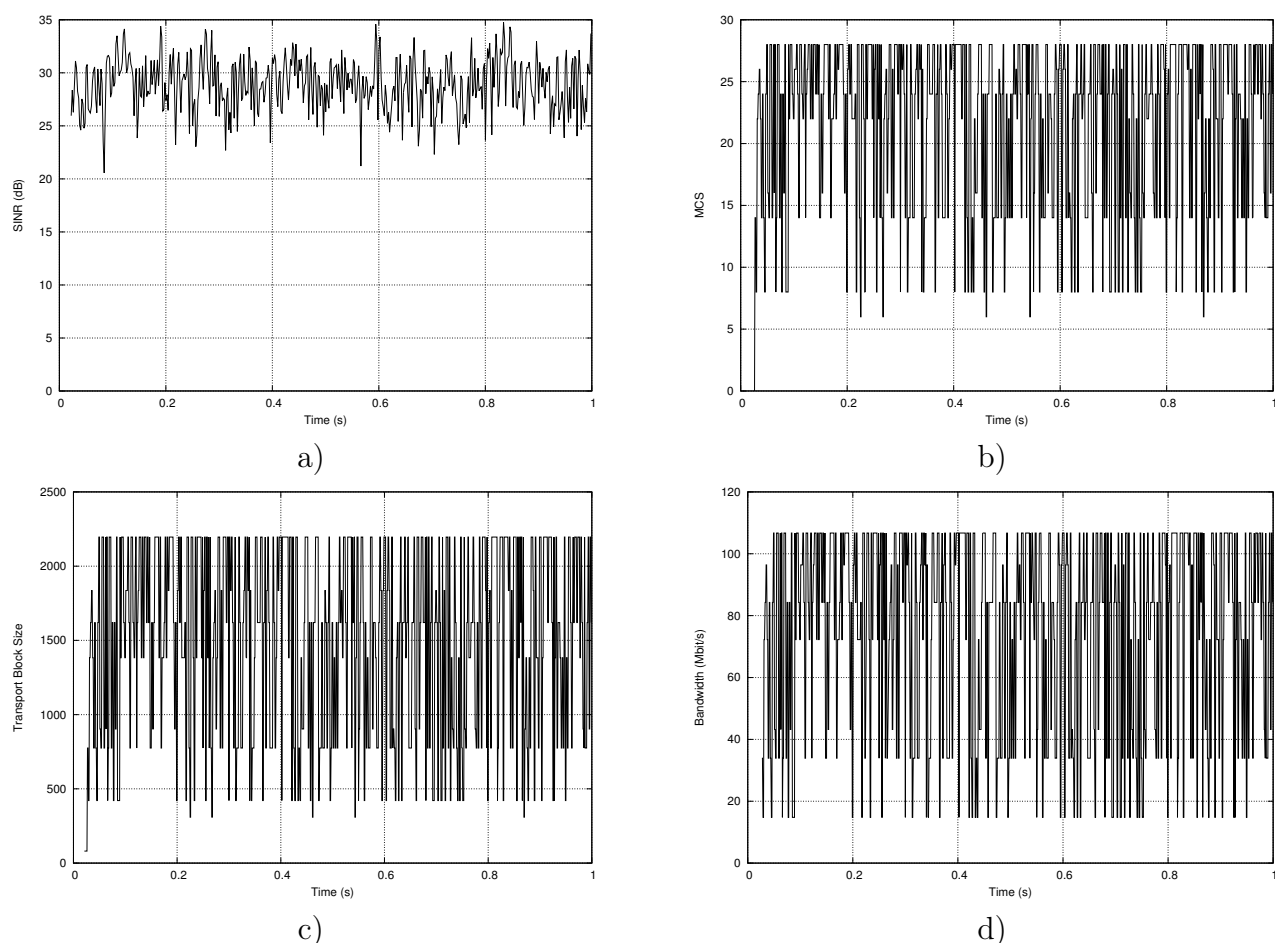 35
30
25
20
15
10
5
0
SINR (dB)
0 0.2 0.4 0.6 0.8 1
Time (s)
a)
30
25
20
15
10
5
0
MCS
0 0.2 0.4 0.6 0.8 1
Time (s)
b)
2500
2000
1500
1000
500
0
Transport Block Size
0 0.2 0.4 0.6 0.8 1
Time (s)
c)
120
100
80
60
40
20
0
Bandwidth (Mbit/s)
0 0.2 0.4 0.6 0.8 1
Time (s)
d)